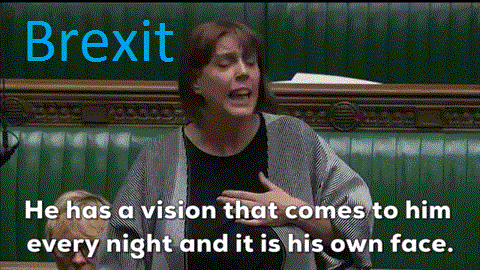 Brexit
He has a vision that comes to him
every night and it is his own face.